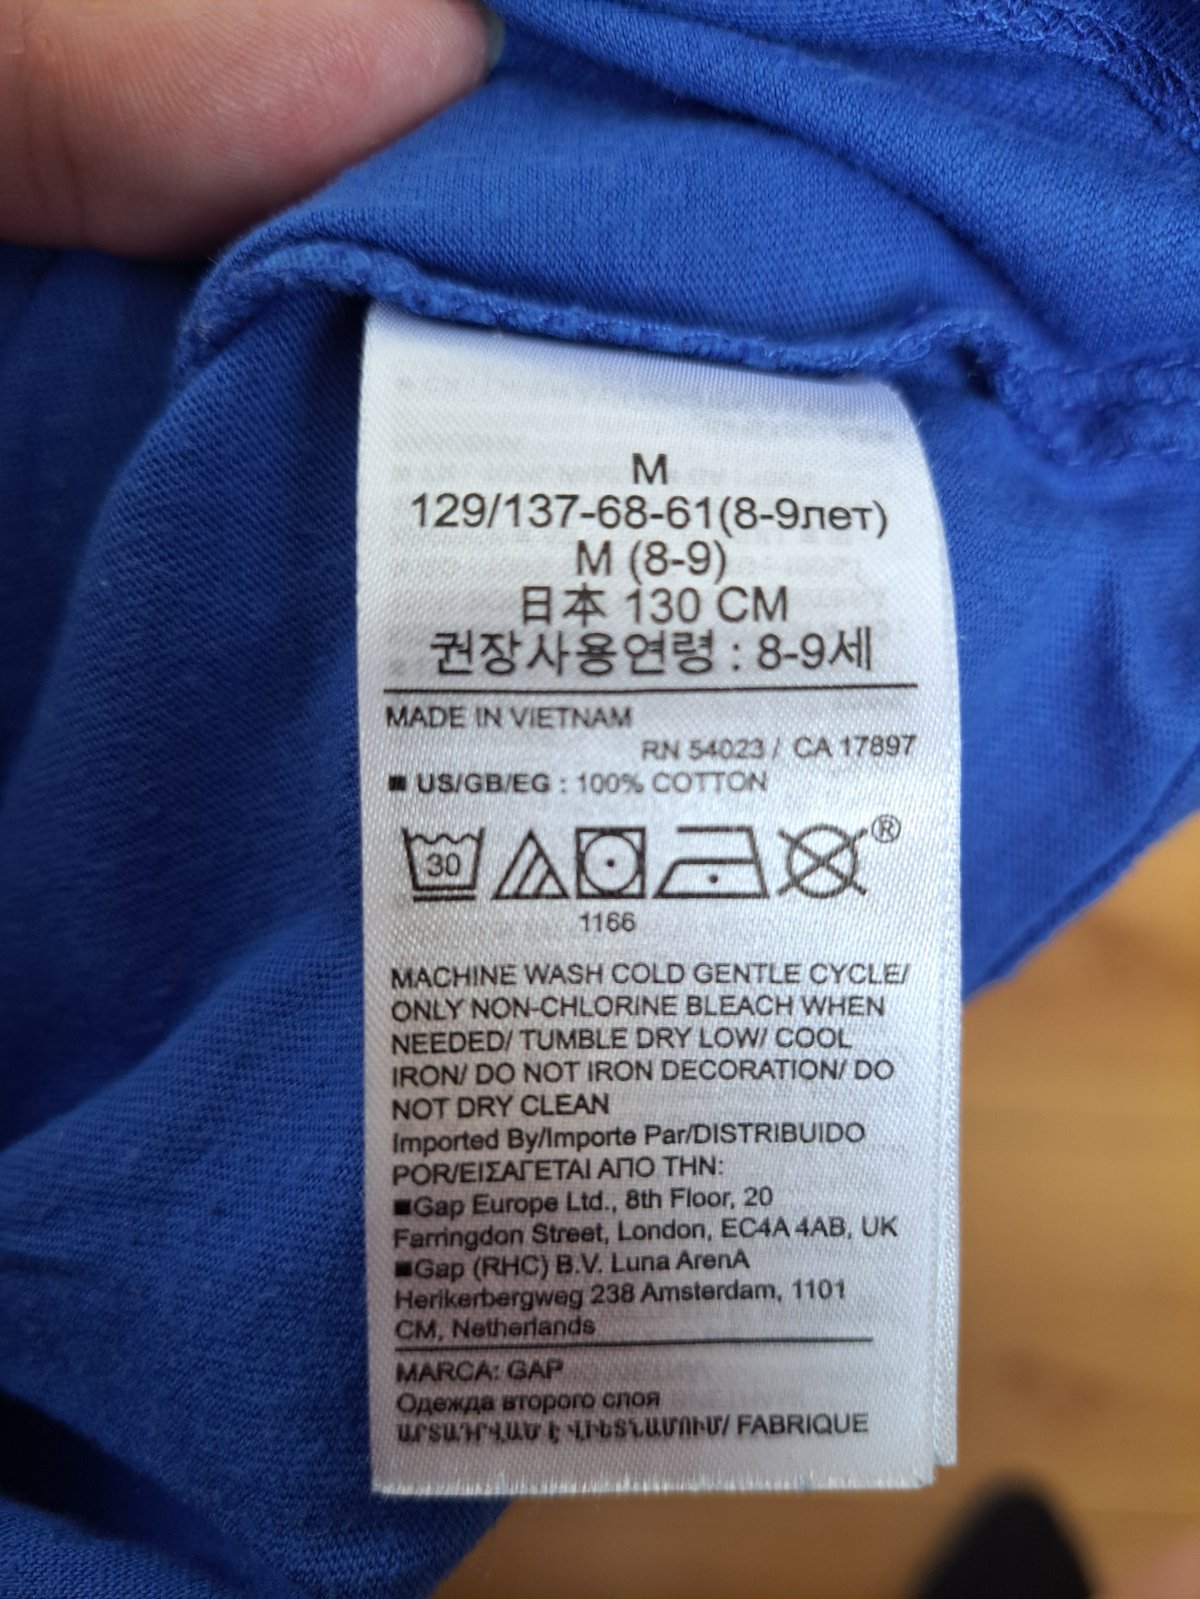 M
129/137-68-61(8-9лет)
M (8-9)
日本 130 CM
권장사용연령 : 8-9세
MADE IN VIETNAM
RN 54023 / CA 17897
■ US/GB/EG : 100% COTTON
30
®
1166
MACHINE WASH COLD GENTLE CYCLE/
ONLY NON-CHLORINE BLEACH WHEN
NEEDED/ TUMBLE DRY LOW/ COOL
IRON/ DO NOT IRON DECORATION/ DO
NOT DRY CLEAN
Imported By/Importe Par/DISTRIBUIDO
POR/ΕΙΣΑΓΕΤΑΙ ΑΠΟ ΤΗΝ:
■Gap Europe Ltd., 8th Floor, 20
Farringdon Street, London, EC4A 4AB, UK
■Gap (RHC) B.V. Luna ArenA
Herikerbergweg 238 Amsterdam, 1101
CM, Netherlands
MARCA: GAP
Одежда второго слоя
ԱՐՏԱԴՐՎԱԾ Է ՎԻԵՏՆԱՄՈՒՄ/ FABRIQUE